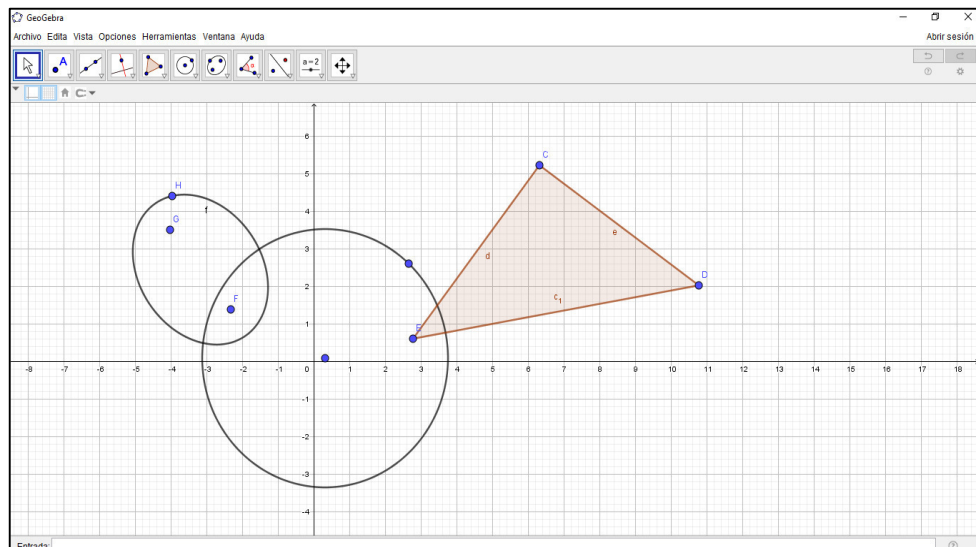 GeoGebra
Archivo Edita Vista Opciones Herramientas Ventana Ayuda
Abrir sesión
A
a=2
6
5
4
3
2
1
0
-1
-2
-3
-4
-8 -7 -6 -5 -4 -3 -2 -1 0 1 2 3 4 5 6 7 8 9 10 11 12 13 14 15 16 17 18
H
f
G
F
C
d
e
D
c₁
E
Entrada: